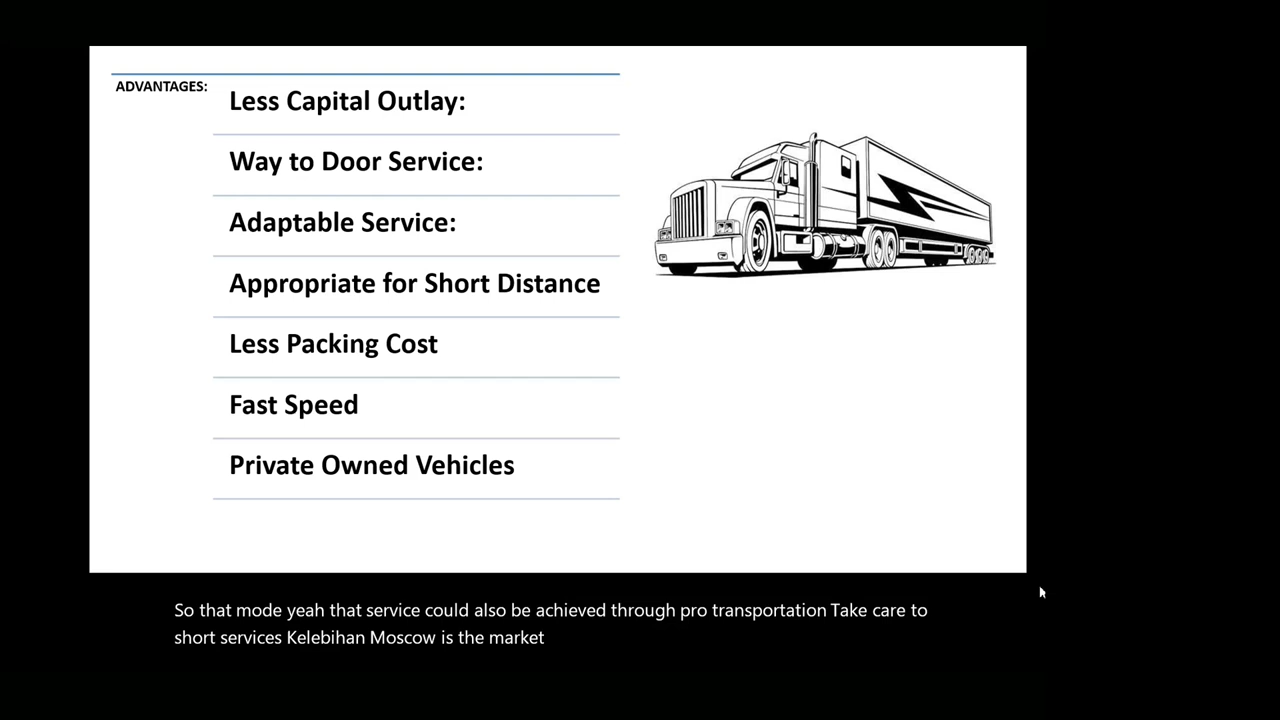 ADVANTAGES:
Less Capital Outlay:
Way to Door Service:
Adaptable Service:
Appropriate for Short Distance
Less Packing Cost
Fast Speed
Private Owned Vehicles
So that mode yeah that service could also be achieved through pro transportation Take care to
short services Kelebihan Moscow is the market